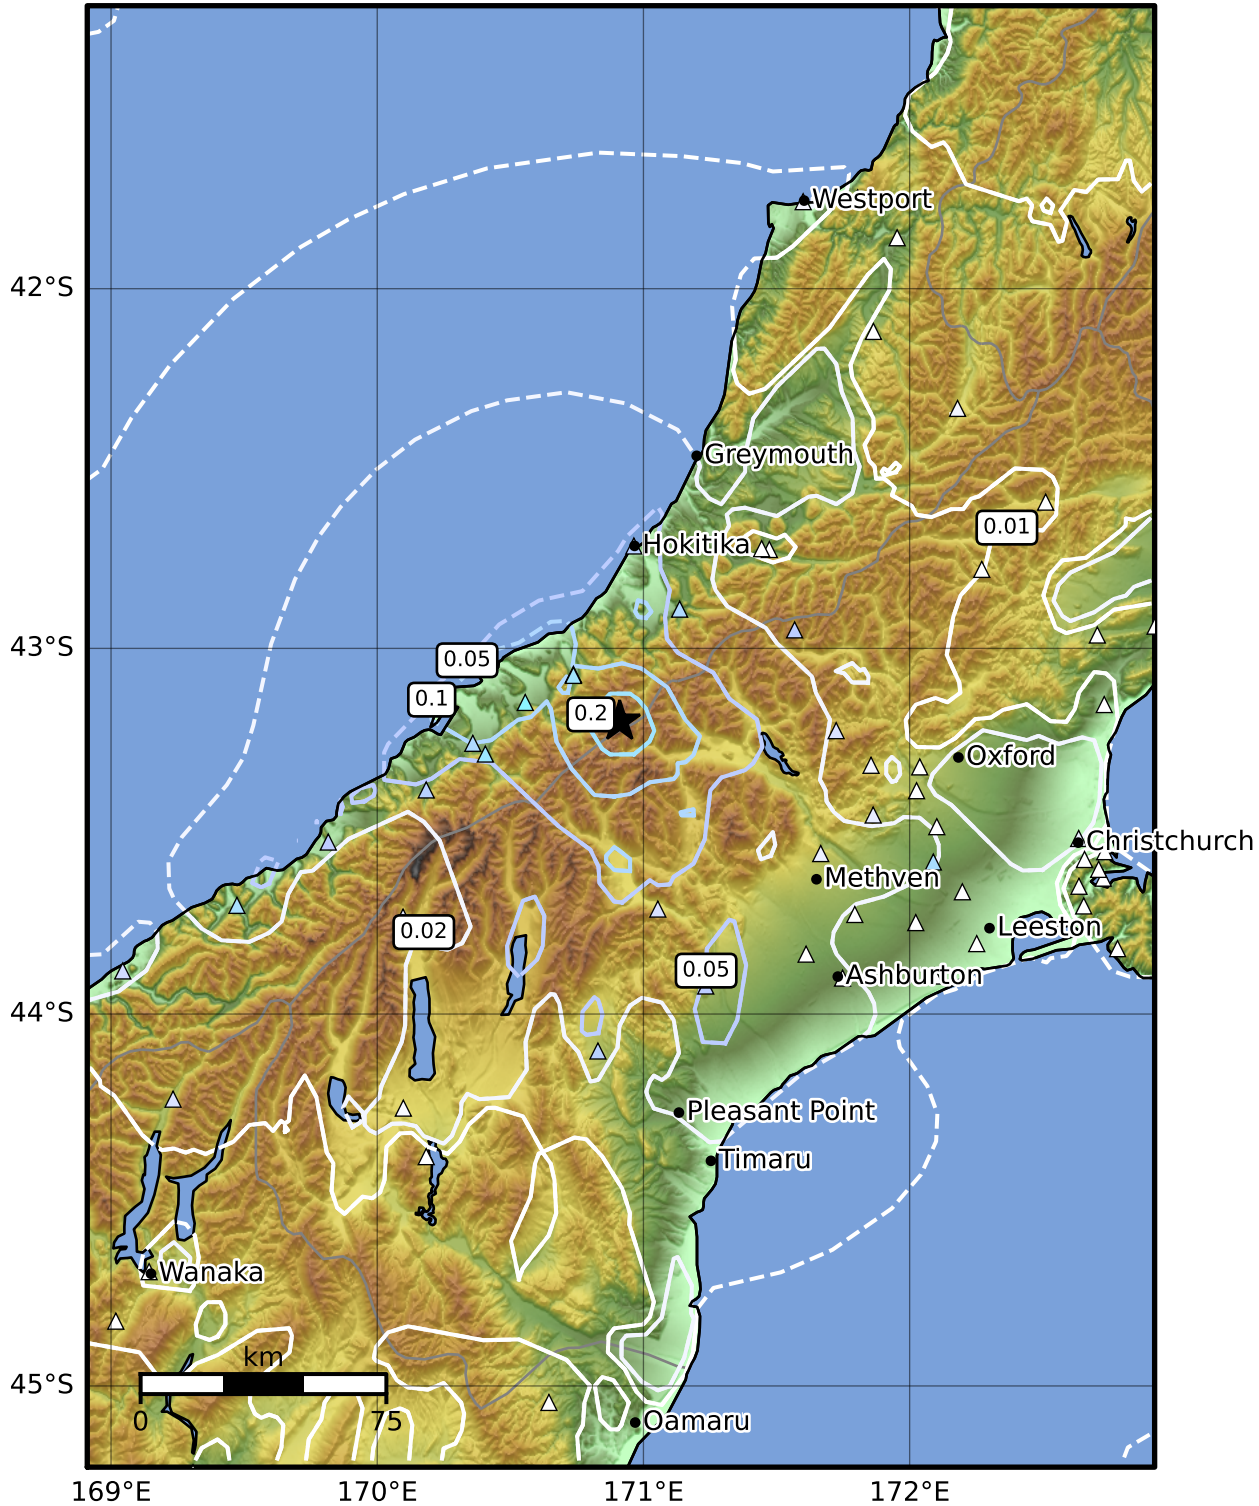 Westport
42°S
Greymouth
0.01
Hokitika
43°S
0.05
0.1
0.2
Oxford
Christchurch
Methven
0.02
Leeston
0.05
Ashburton
44°S
Pleasant Point
Timaru
Wanaka
km
45°S
0
75
Oamaru
169°E
170°E
171°E
172°E